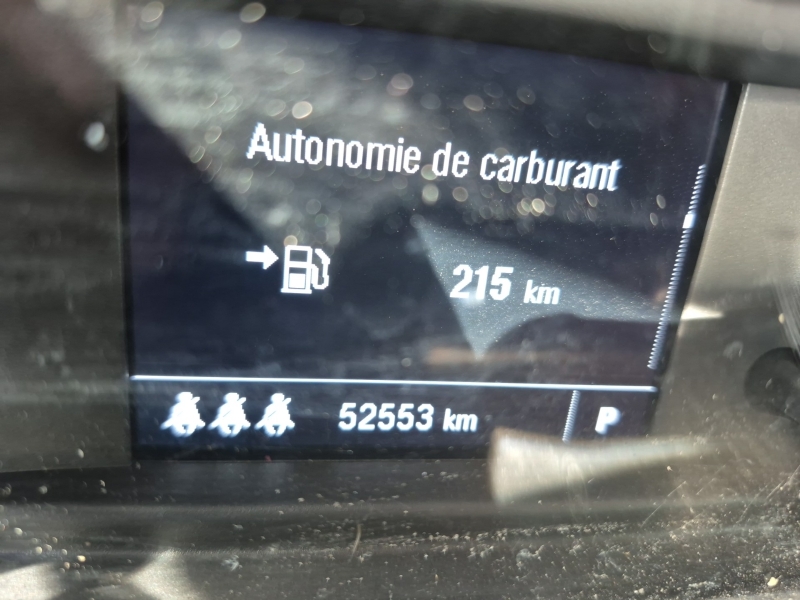 Autonomie de carburant
215 km
52553 km P